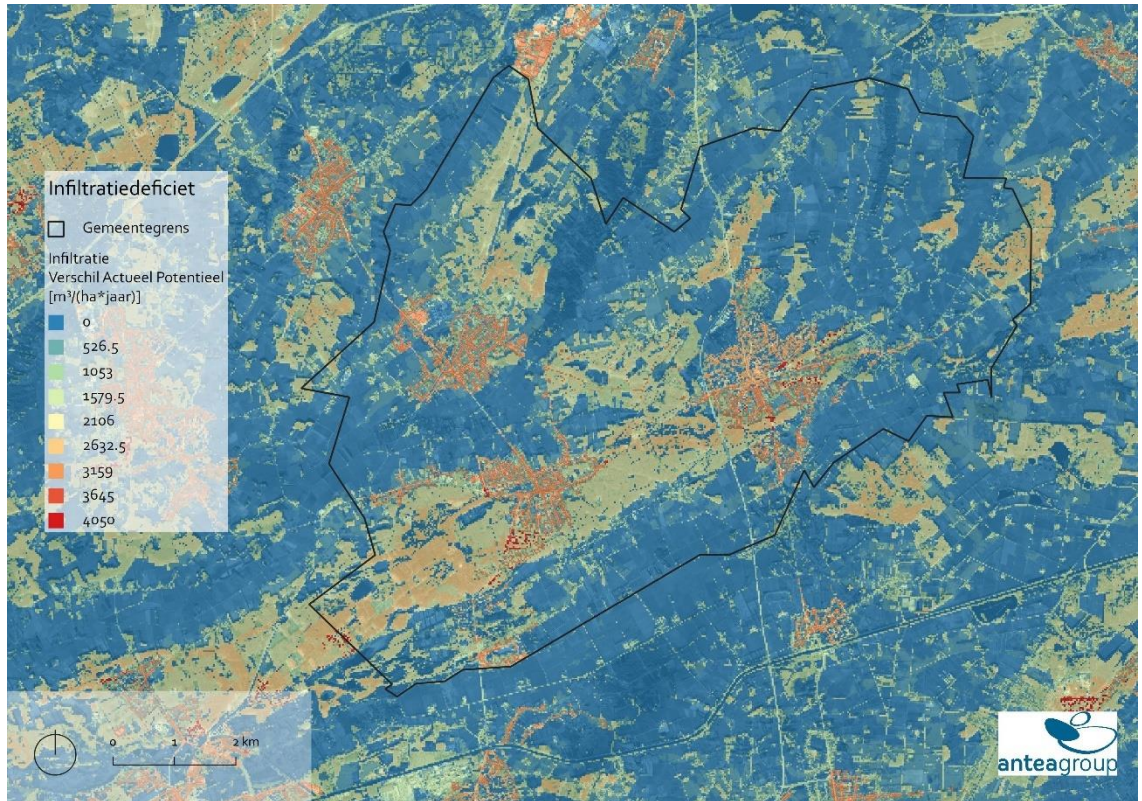 Infiltratiedeficiet
Gemeentegrens
Infiltratie
Verschil Actueel Potentieel
[m³/(ha*jaar)]
0
526.5
1053
1579.5
2106
2632.5
3159
3645
4050
0 1 2 km
anteagroup